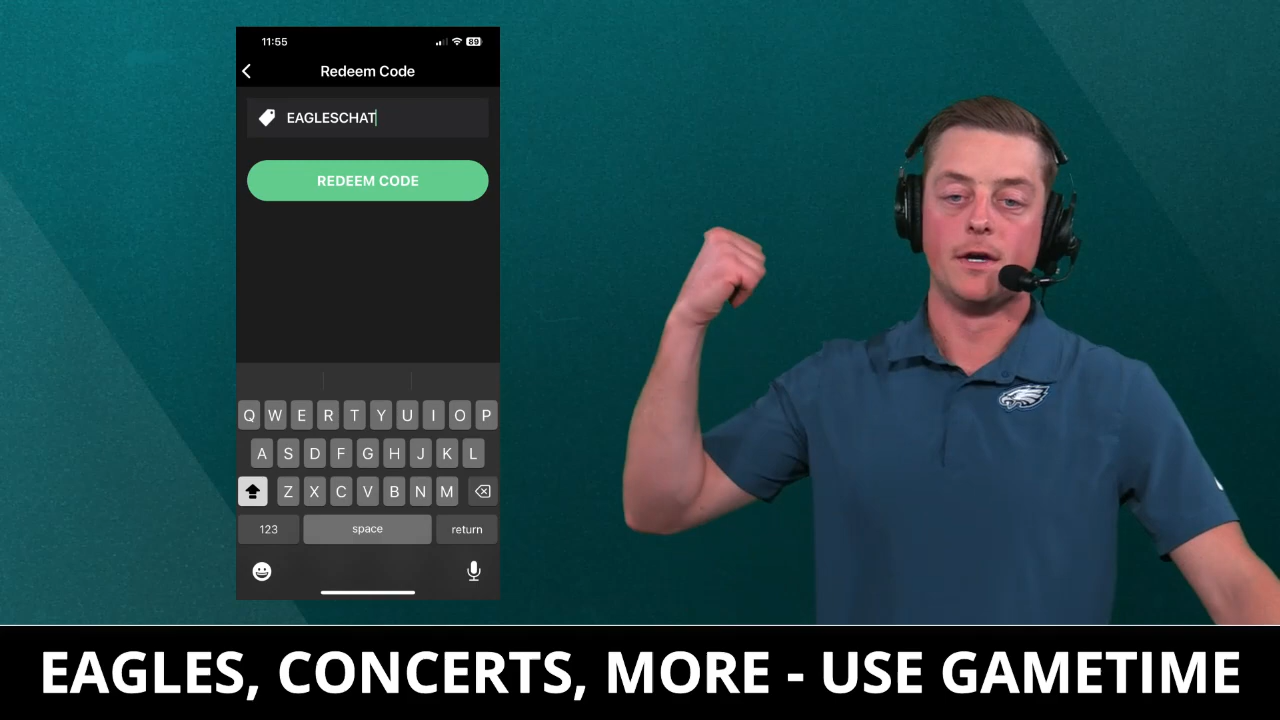 11:55
89
Redeem Code
EAGLESCHAT
REDEEM CODE
Q W E R T Y U I O P
A S D F G H J K L
Z X C V B N M
123 space return
EAGLES, CONCERTS, MORE - USE GAMETIME